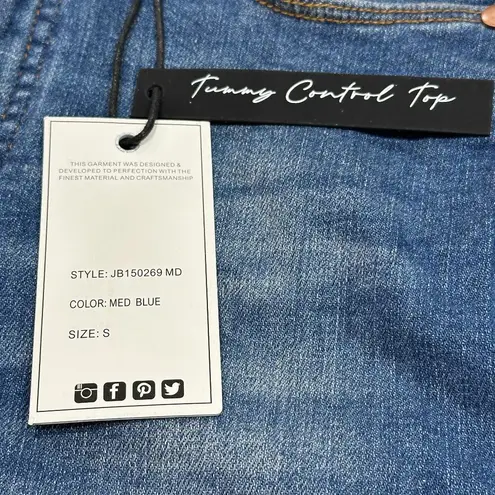 Tummy Control Top
THIS GARMENT WAS DESIGNED &
DEVELOPED TO PERFECTION WITH THE
FINEST MATERIAL AND CRAFTSMANSHIP
STYLE: JB150269 MD
COLOR: MED BLUE
SIZE: S